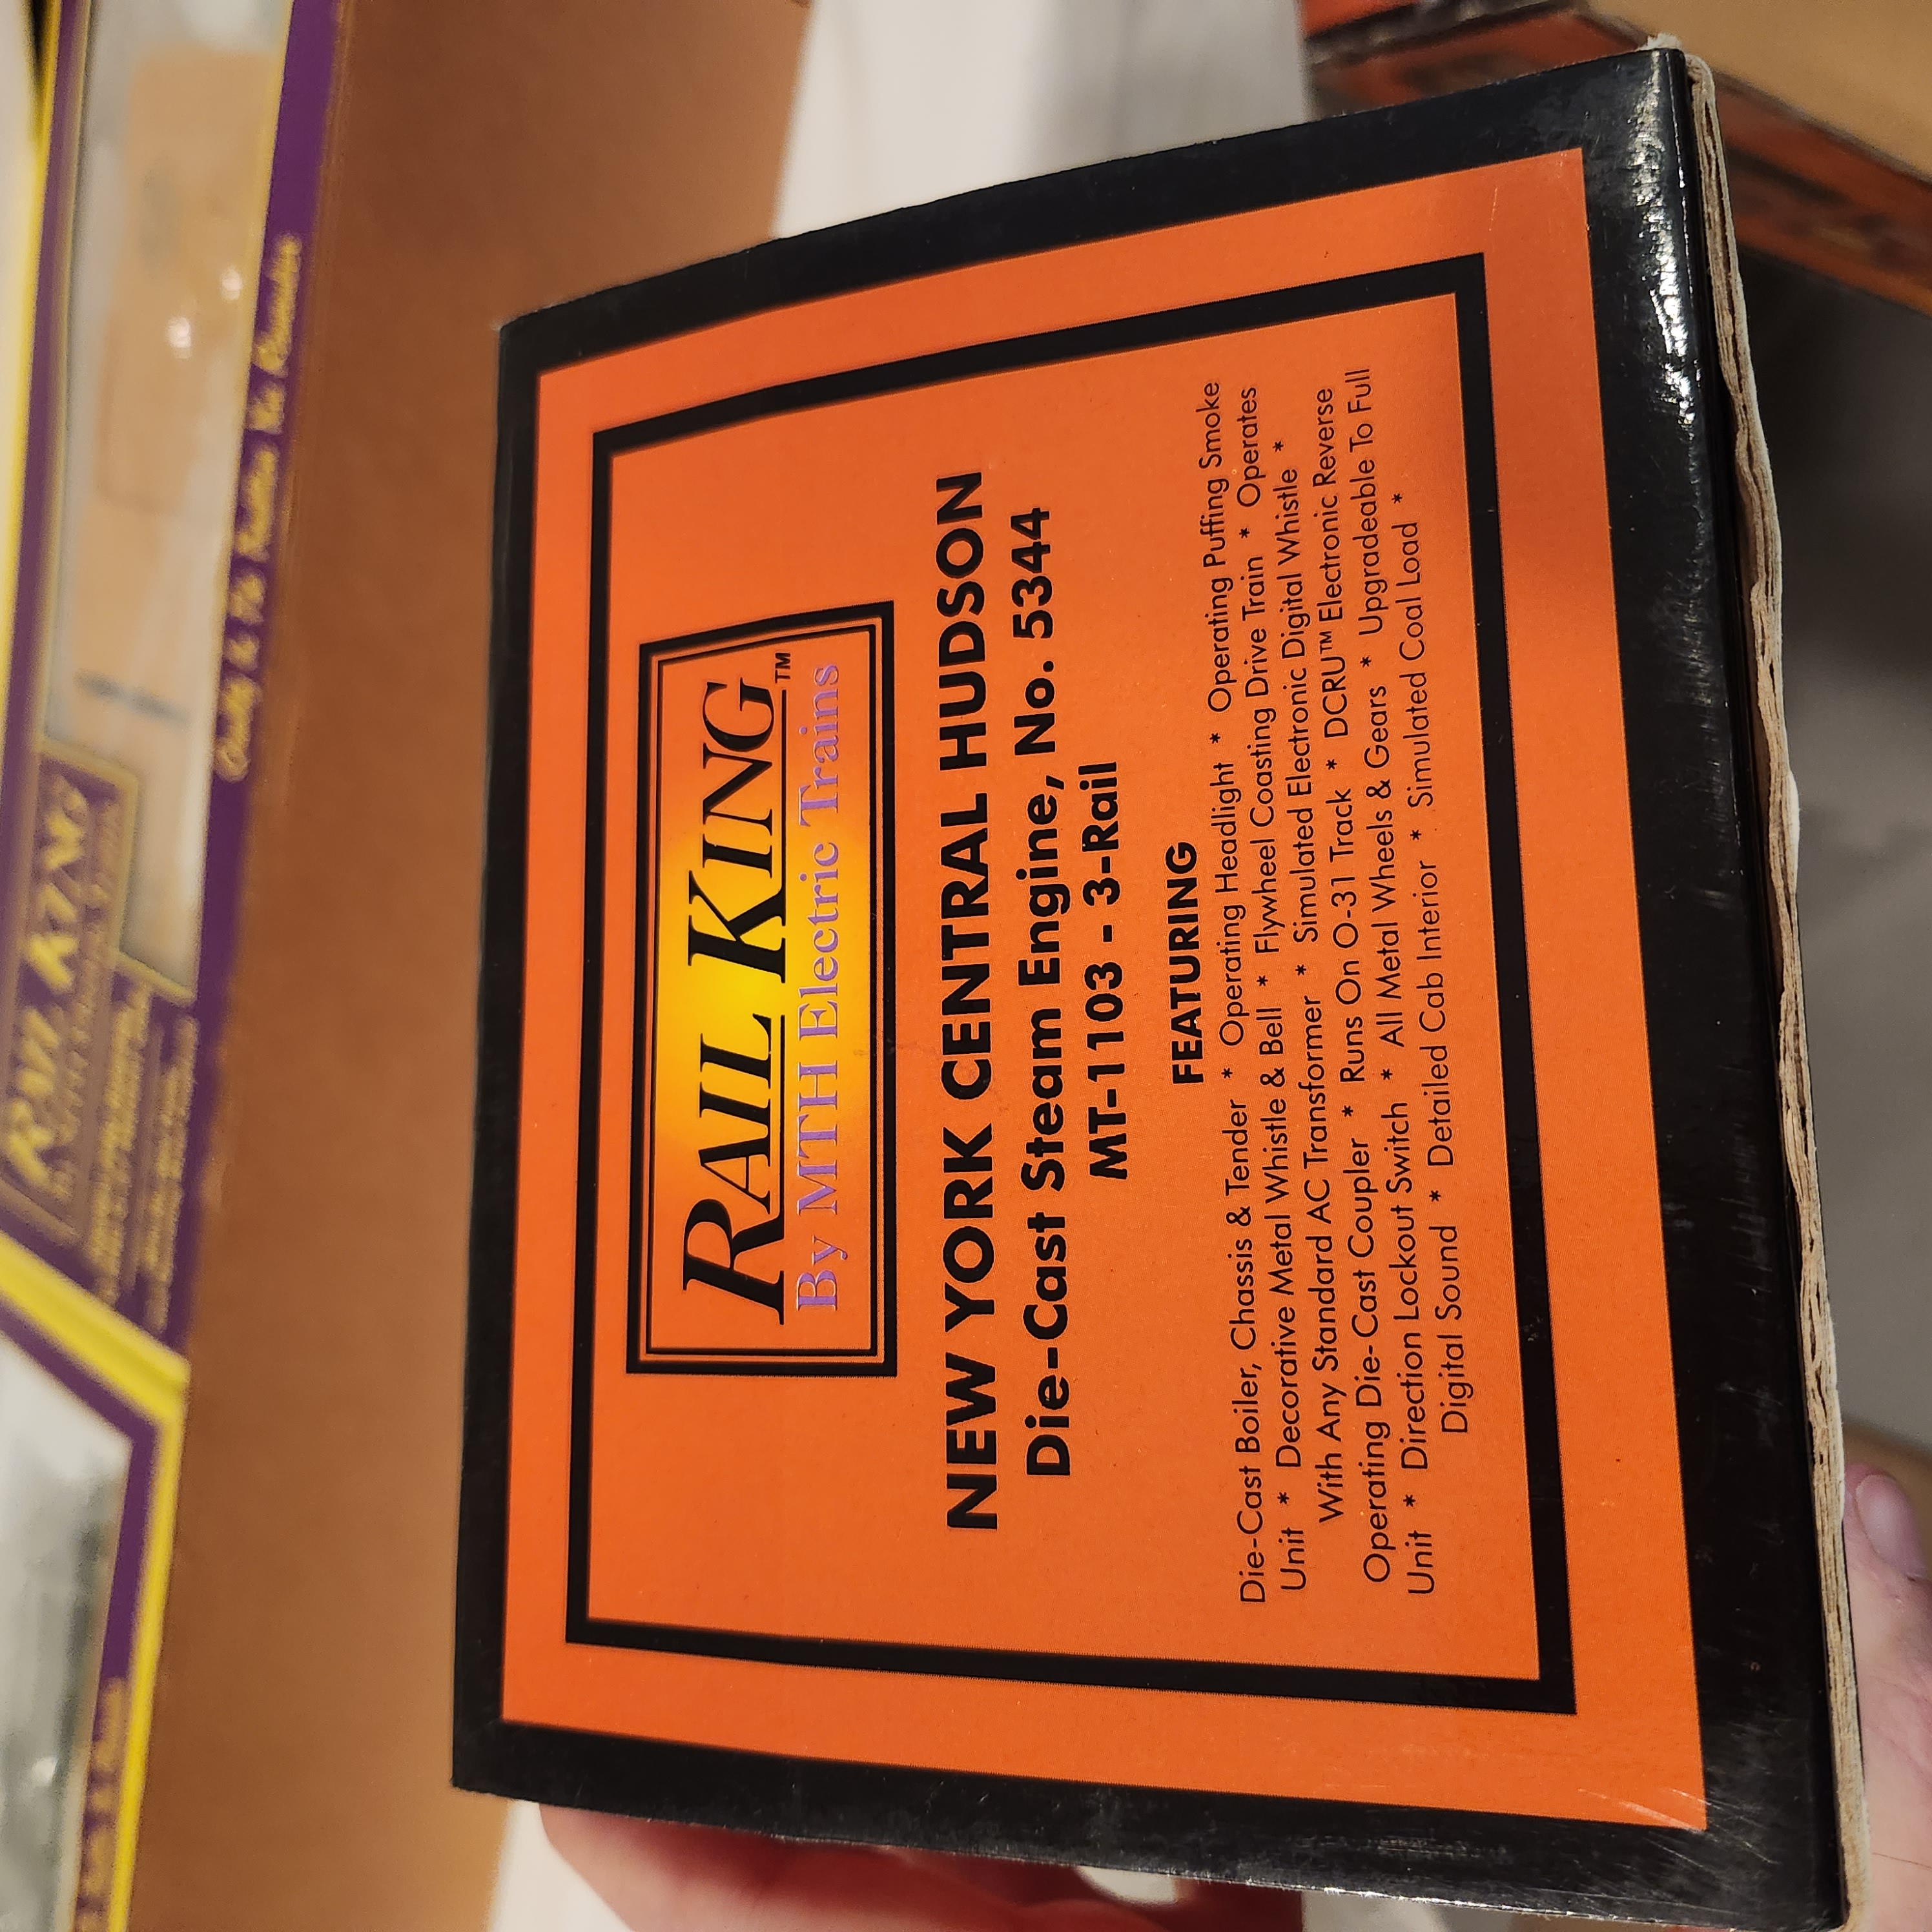 RAIL KING™
By MTH Electric Trains
NEW YORK CENTRAL HUDSON
Die-Cast Steam Engine, No. 5344
MT-1103 - 3-Rail
FEATURING
Die-Cast Boiler, Chassis & Tender * Operating Headlight * Operating Puffing Smoke
Unit * Decorative Metal Whistle & Bell * Flywheel Coasting Drive Train * Operates
With Any Standard AC Transformer * Simulated Electronic Digital Whistle *
Operating Die-Cast Coupler * Runs On O-31 Track * DCRU™ Electronic Reverse
Unit * Direction Lockout Switch * All Metal Wheels & Gears * Upgradeable To Full
Digital Sound * Detailed Cab Interior * Simulated Coal Load *
RAIL KING